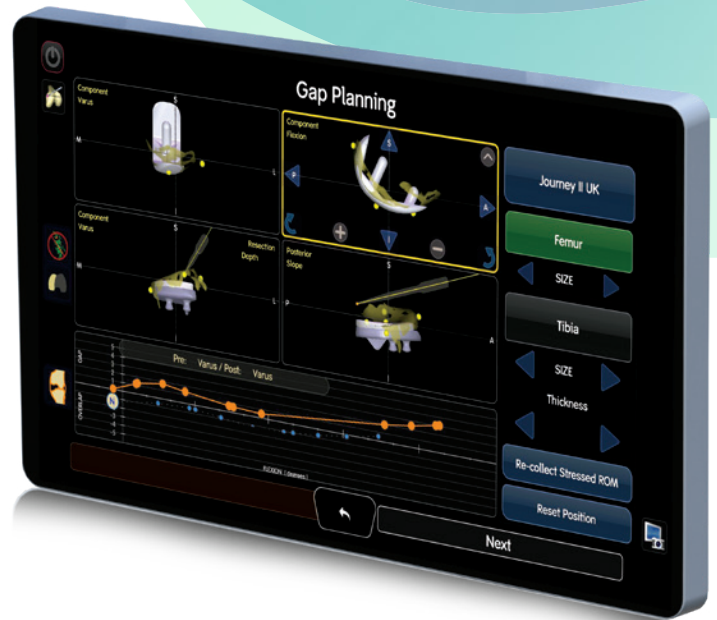 Gap Planning
Component
Varus
S
M
L
Component
Flexion
S
P
A
I
Component
Varus
S
Resection
Depth
M
L
Posterior
Slope
S
P
A
I
Journey II UK
Femur
SIZE
Tibia
SIZE
Thickness
Re-collect Stressed ROM
Reset Position
Pre: Varus / Post: Varus
GAP
OVERLAP
N
FLEXION (degrees)
Next